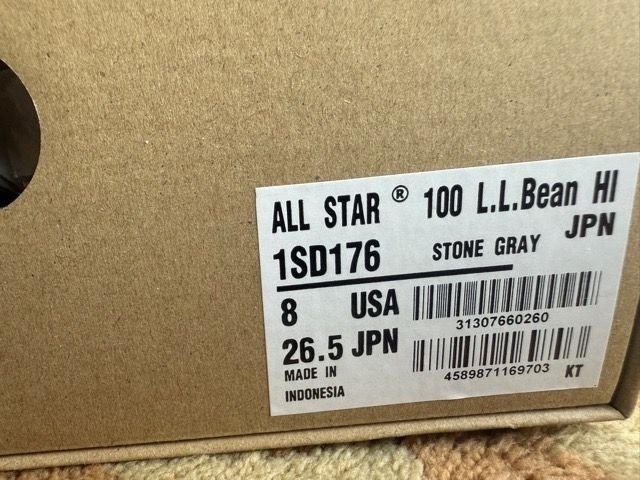 ALL STAR ® 100 L.L.Bean HI
1SD176 STONE GRAY JPN
8 USA
31307660260
26.5 JPN
4589871169703 KT
MADE IN
INDONESIA